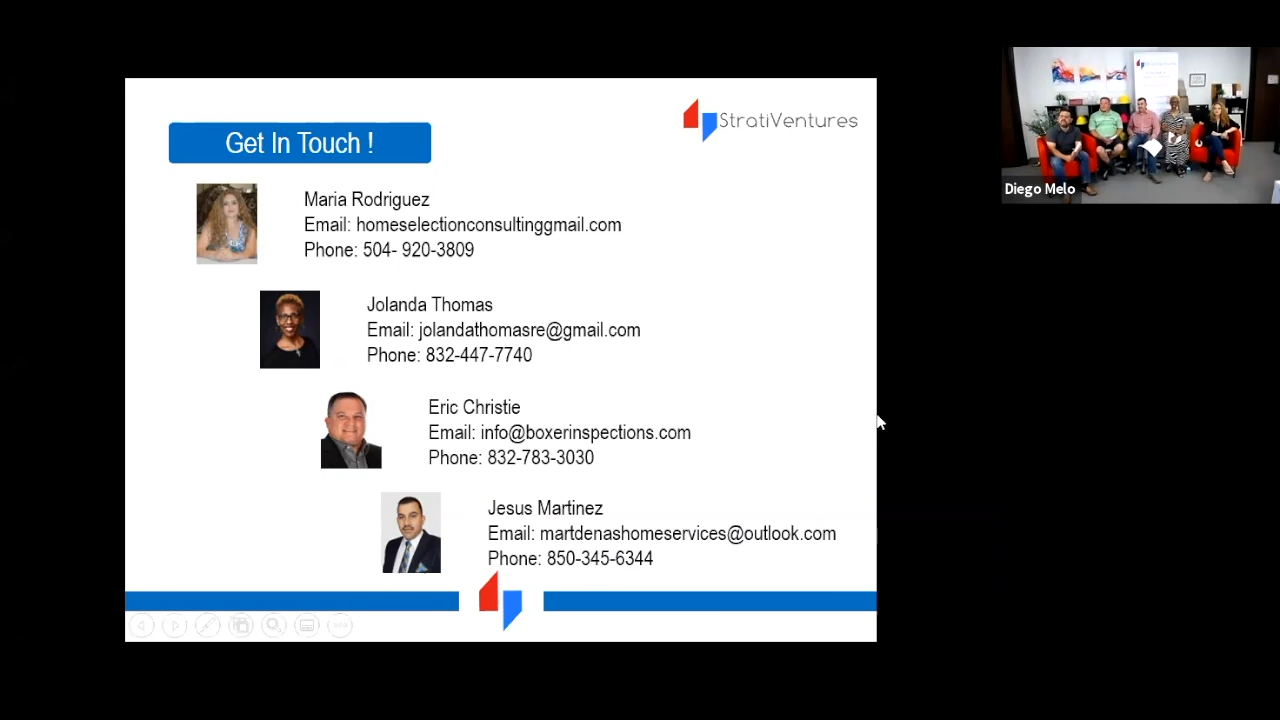 Get In Touch !
StratiVentures
Maria Rodriguez
Email: homeselectionconsultinggmail.com
Phone: 504- 920-3809
Jolanda Thomas
Email: jolandathomasre@gmail.com
Phone: 832-447-7740
Eric Christie
Email: info@boxerinspections.com
Phone: 832-783-3030
Jesus Martinez
Email: martdenashomeservices@outlook.com
Phone: 850-345-6344
Diego Melo